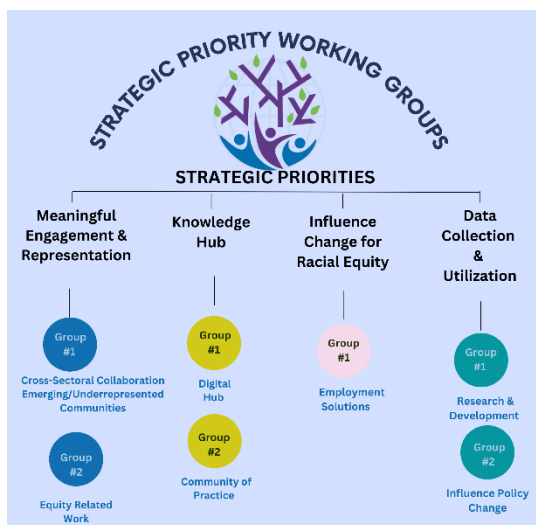 STRATEGIC PRIORITY WORKING GROUPS
STRATEGIC PRIORITIES
Meaningful
Engagement &
Representation
Group
#1
Cross-Sectoral Collaboration
Emerging/Underrepresented
Communities
Group
#2
Equity Related
Work
Knowledge
Hub
Group
#1
Digital
Hub
Group
#2
Community of
Practice
Influence
Change for
Racial Equity
Group
#1
Employment
Solutions
Data
Collection
&
Utilization
Group
#1
Research &
Development
Group
#2
Influence Policy
Change